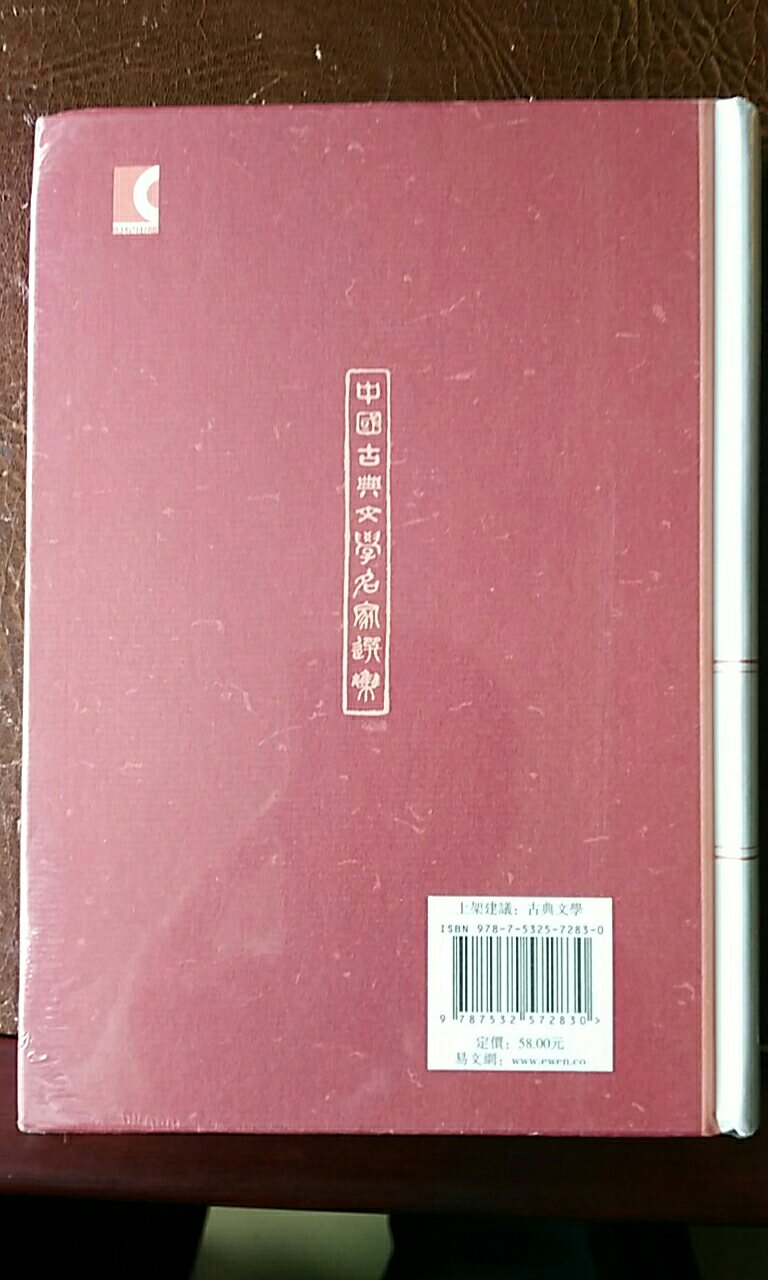 中國古典文學名家選集
上架建議：古典文學
ISBN 978-7-5325-7283-0
9 787532 572830 >
定價：58.00元
易文網：www.ewen.co